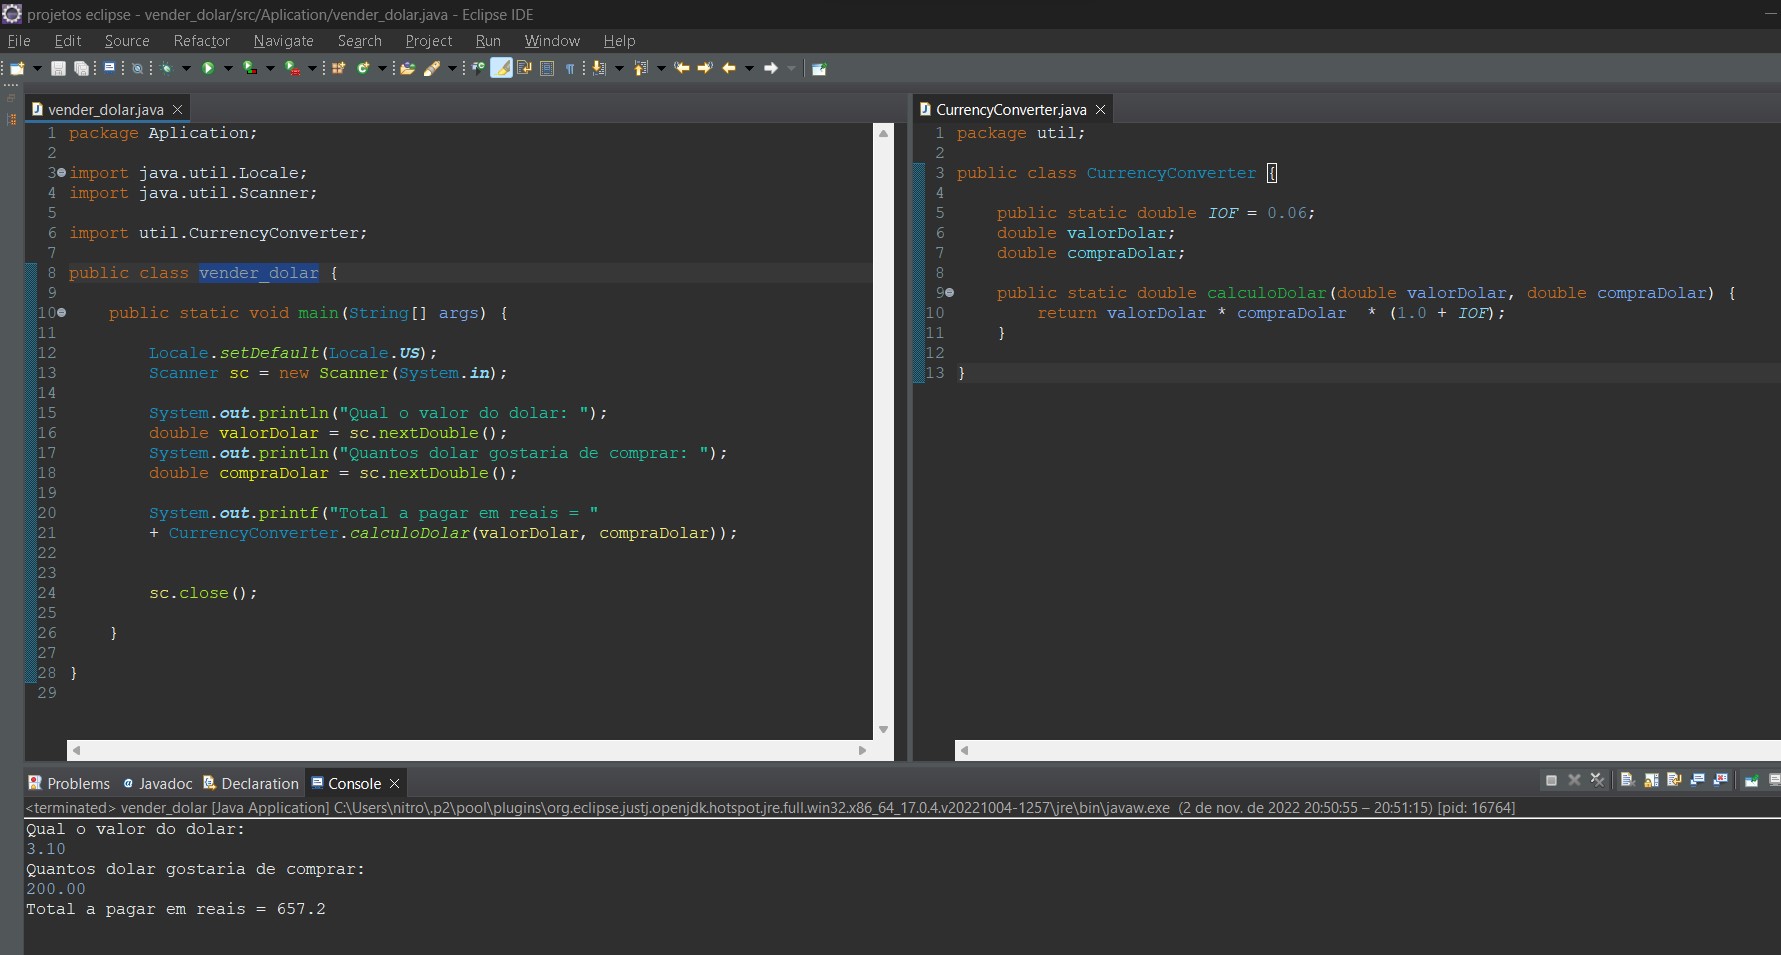 projetos eclipse - vender_dolar/src/Aplication/vender_dolar.java - Eclipse IDE
File Edit Source Refactor Navigate Search Project Run Window Help
vender_dolar.java
1 package Aplication;
2
3 import java.util.Locale;
4 import java.util.Scanner;
5
6 import util.CurrencyConverter;
7
8 public class vender_dolar {
9
10 public static void main(String[] args) {
11
12 Locale.setDefault(Locale.US);
13 Scanner sc = new Scanner(System.in);
14
15 System.out.println("Qual o valor do dolar: ");
16 double valorDolar = sc.nextDouble();
17 System.out.println("Quantos dolar gostaria de comprar: ");
18 double compraDolar = sc.nextDouble();
19
20 System.out.printf("Total a pagar em reais = "
21 + CurrencyConverter.calculoDolar(valorDolar, compraDolar));
22
23
24 sc.close();
25
26 }
27
28 }
29
CurrencyConverter.java
1 package util;
2
3 public class CurrencyConverter {
4
5 public static double IOF = 0.06;
6 double valorDolar;
7 double compraDolar;
8
9 public static double calculoDolar(double valorDolar, double compraDolar) {
10 return valorDolar * compraDolar * (1.0 + IOF);
11 }
12
13 }
Problems Javadoc Declaration Console
<terminated> vender_dolar [Java Application] C:\Users\nitro\.p2\pool\plugins\org.eclipse.justj.openjdk.hotspot.jre.full.win32.x86_64_17.0.4.v20221004-1257\jre\bin\javaw.exe (2 de nov. de 2022 20:50:55 – 20:51:15) [pid: 16764]
Qual o valor do dolar:
3.10
Quantos dolar gostaria de comprar:
200.00
Total a pagar em reais = 657.2